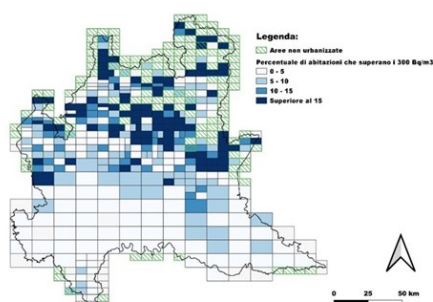 Legenda:
Aree non urbanizzate
Percentuale di abitazioni che superano i 300 Bq/m3
0 - 5
5 - 10
10 - 15
Superiore al 15
0 25 50 km